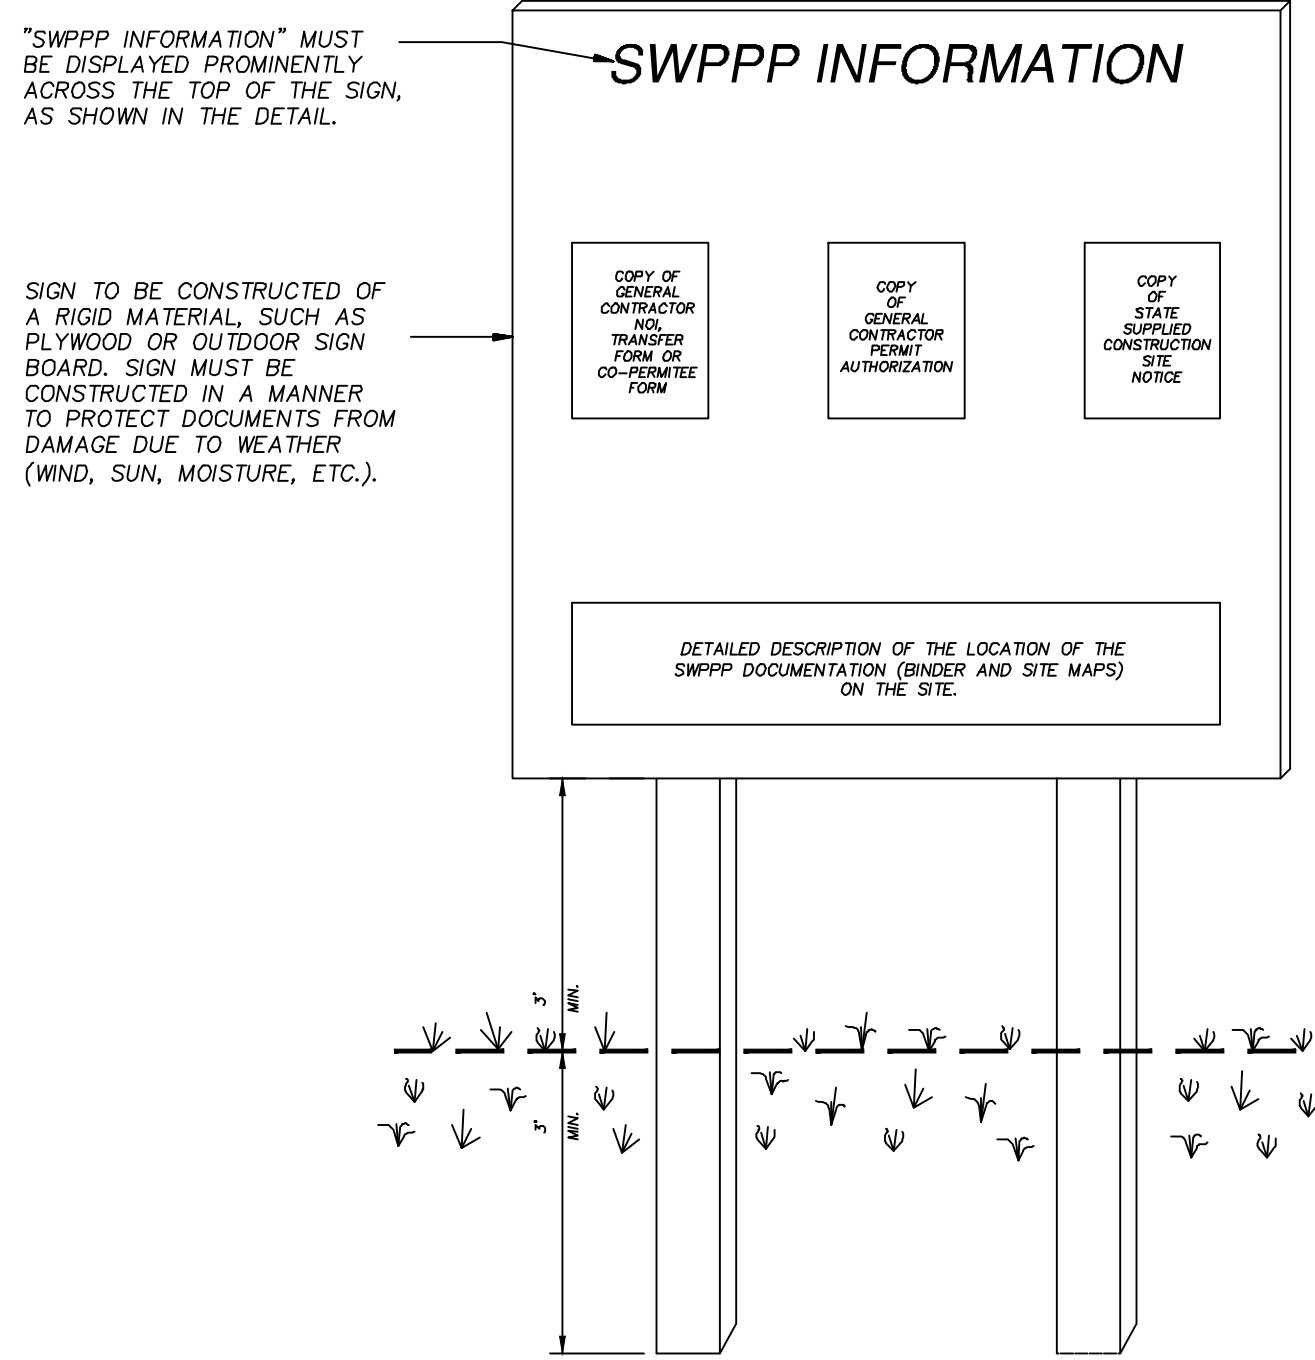 "SWPPP INFORMATION" MUST
BE DISPLAYED PROMINENTLY
ACROSS THE TOP OF THE SIGN,
AS SHOWN IN THE DETAIL.
SWPPP INFORMATION
SIGN TO BE CONSTRUCTED OF
A RIGID MATERIAL, SUCH AS
PLYWOOD OR OUTDOOR SIGN
BOARD. SIGN MUST BE
CONSTRUCTED IN A MANNER
TO PROTECT DOCUMENTS FROM
DAMAGE DUE TO WEATHER
(WIND, SUN, MOISTURE, ETC.).
COPY OF
GENERAL
CONTRACTOR
NOI,
TRANSFER
FORM OR
CO-PERMITEE
FORM
COPY
OF
GENERAL
CONTRACTOR
PERMIT
AUTHORIZATION
COPY
OF
STATE
SUPPLIED
CONSTRUCTION
SITE
NOTICE
DETAILED DESCRIPTION OF THE LOCATION OF THE
SWPPP DOCUMENTATION (BINDER AND SITE MAPS)
ON THE SITE.
3'
MIN.
3'
MIN.